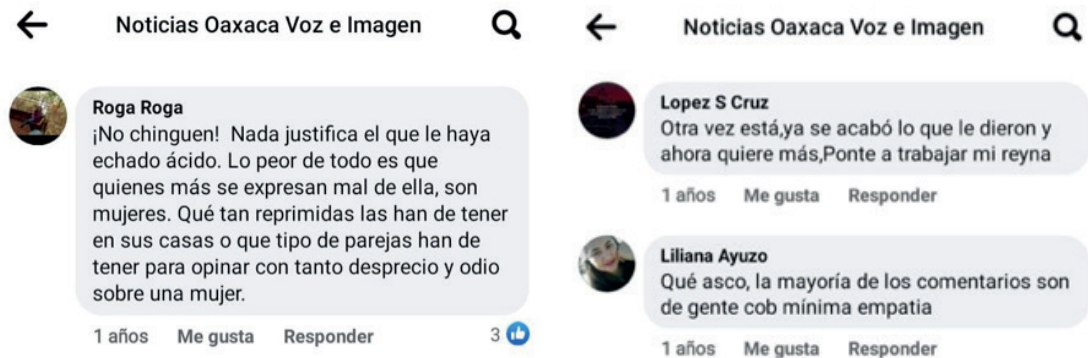 Noticias Oaxaca Voz e Imagen
Roga Roga
¡No chinguen! Nada justifica el que le haya
echado ácido. Lo peor de todo es que
quienes más se expresan mal de ella, son
mujeres. Qué tan reprimidas las han de tener
en sus casas o que tipo de parejas han de
tener para opinar con tanto desprecio y odio
sobre una mujer.
1 años Me gusta Responder 3
Noticias Oaxaca Voz e Imagen
Lopez S Cruz
Otra vez está,ya se acabó lo que le dieron y
ahora quiere más,Ponte a trabajar mi reyna
1 años Me gusta Responder
Liliana Ayuzo
Qué asco, la mayoría de los comentarios son
de gente cob mínima empatia
1 años Me gusta Responder